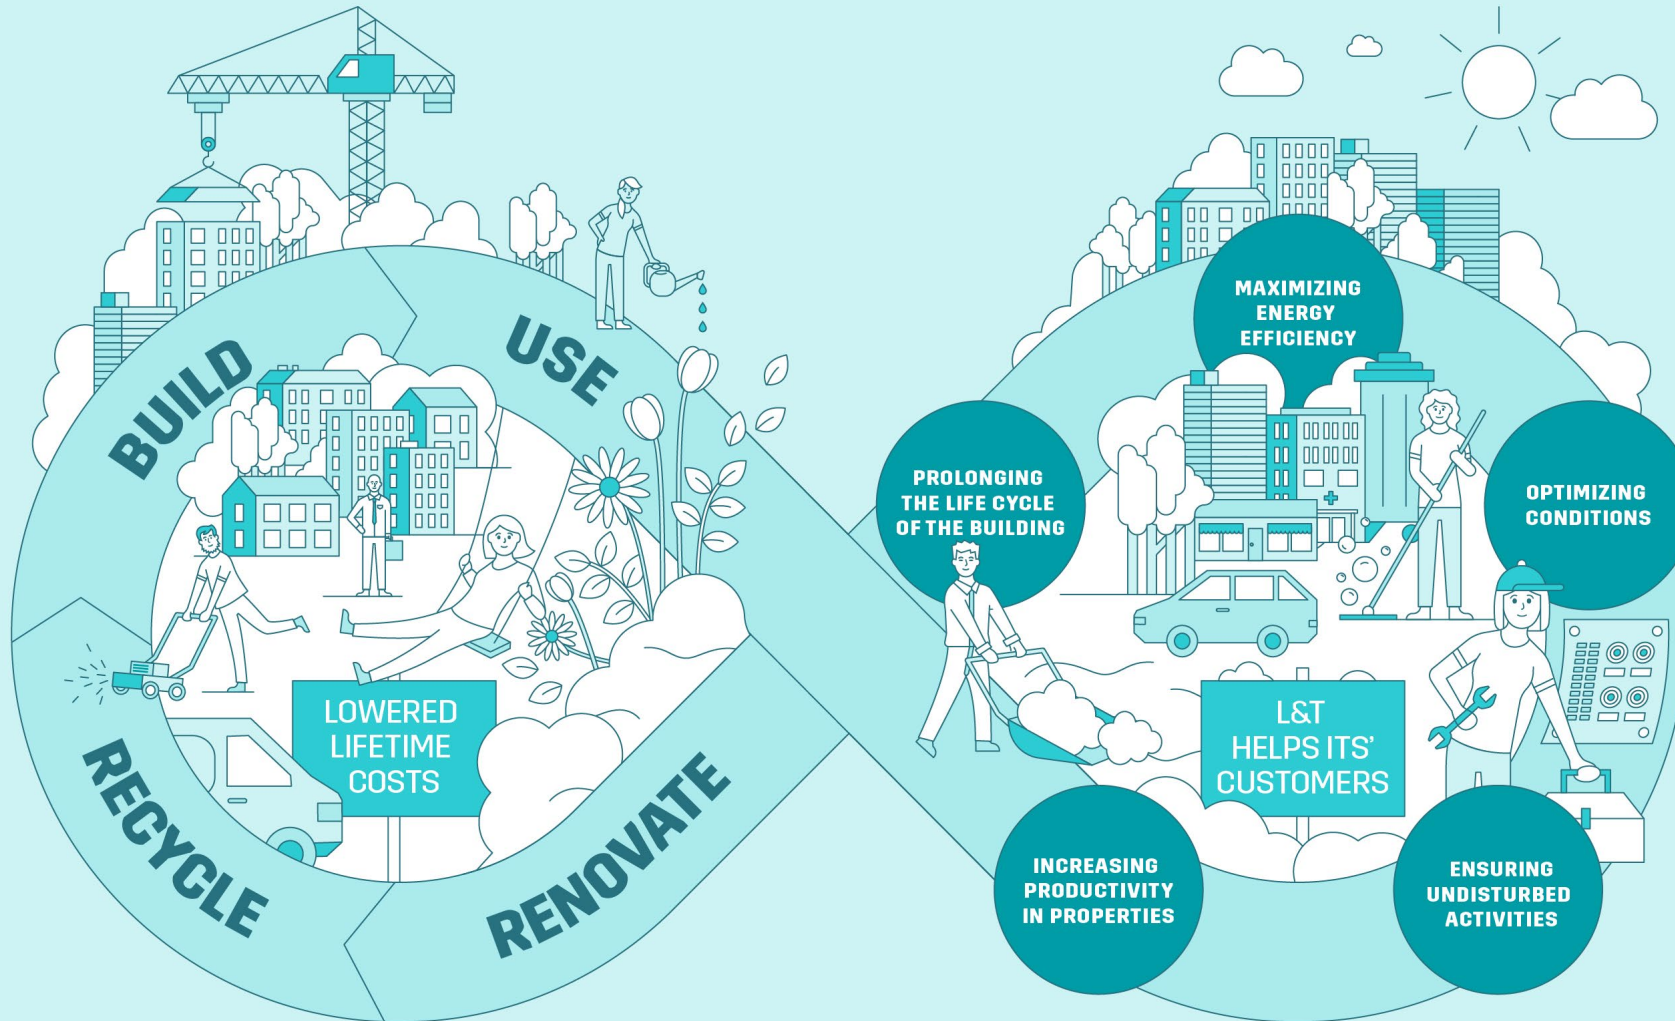 BUILD
USE
RECYCLE
RENOVATE
LOWERED
LIFETIME
COSTS
MAXIMIZING
ENERGY
EFFICIENCY
PROLONGING
THE LIFE CYCLE
OF THE BUILDING
OPTIMIZING
CONDITIONS
L&T
HELPS ITS'
CUSTOMERS
INCREASING
PRODUCTIVITY
IN PROPERTIES
ENSURING
UNDISTURBED
ACTIVITIES